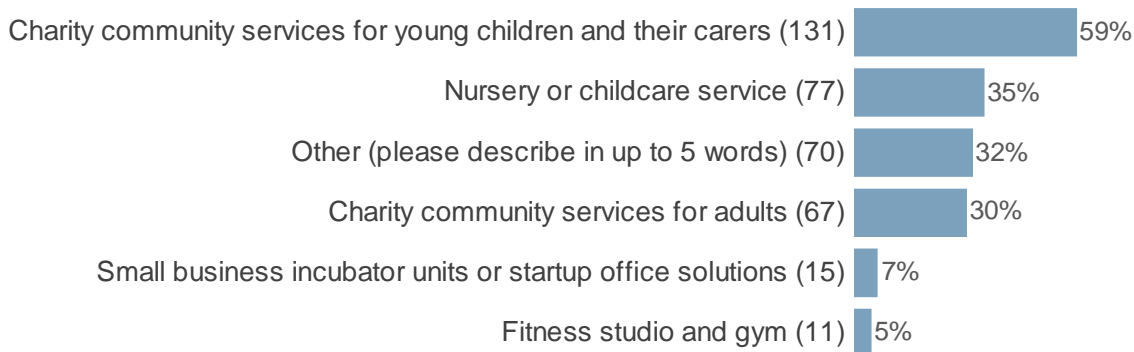 Charity community services for young children and their carers (131) 59%
Nursery or childcare service (77) 35%
Other (please describe in up to 5 words) (70) 32%
Charity community services for adults (67) 30%
Small business incubator units or startup office solutions (15) 7%
Fitness studio and gym (11) 5%